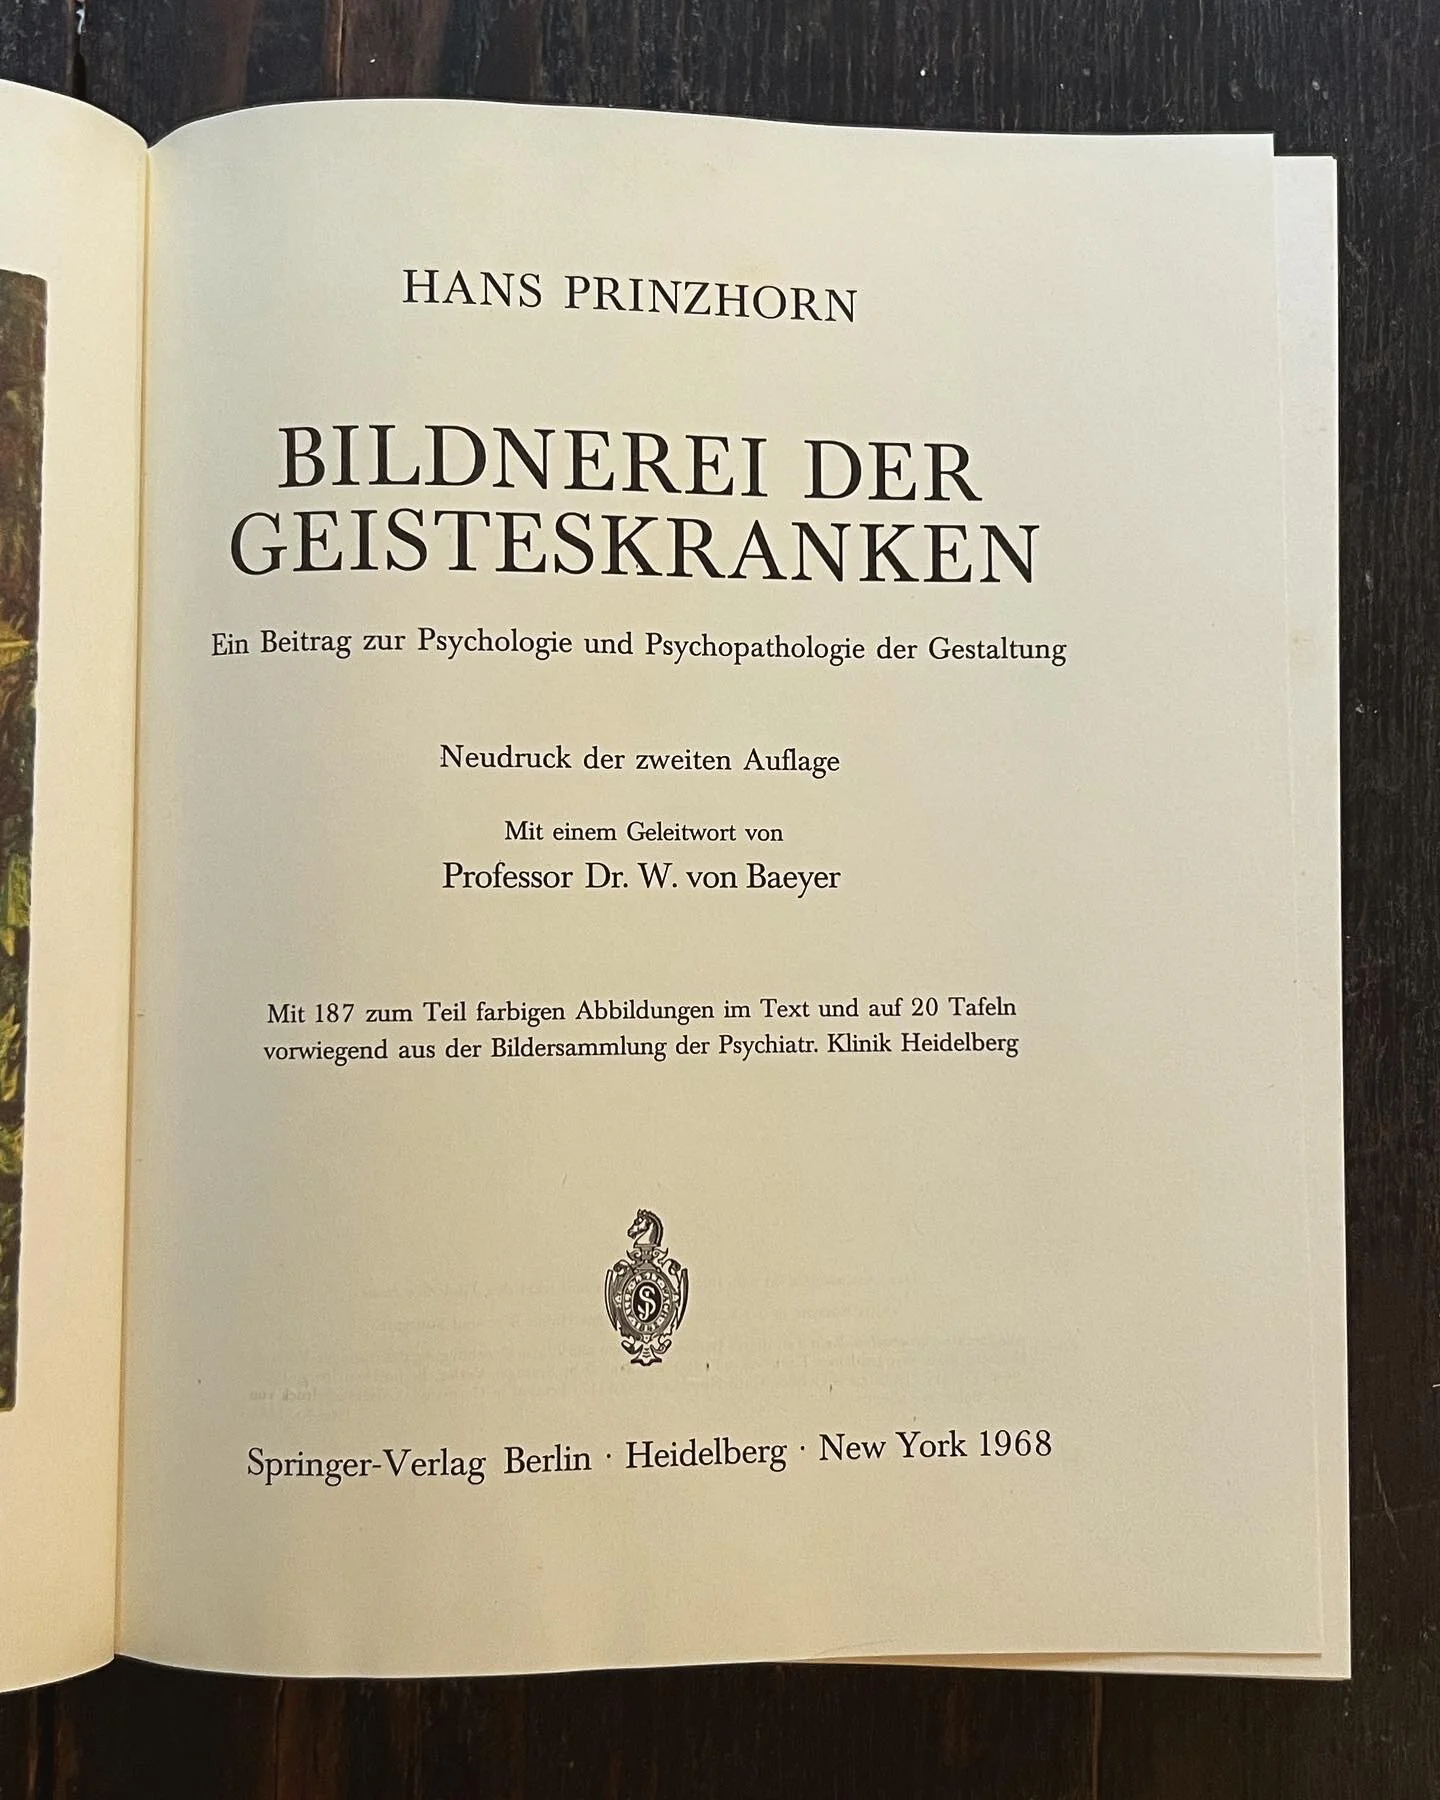 HANS PRINZHORN
BILDNEREI DER
GEISTESKRANKEN
Ein Beitrag zur Psychologie und Psychopathologie der Gestaltung
Neudruck der zweiten Auflage
Mit einem Geleitwort von
Professor Dr. W. von Baeyer
Mit 187 zum Teil farbigen Abbildungen im Text und auf 20 Tafeln
vorwiegend aus der Bildersammlung der Psychiatr. Klinik Heidelberg
Springer-Verlag Berlin · Heidelberg · New York 1968